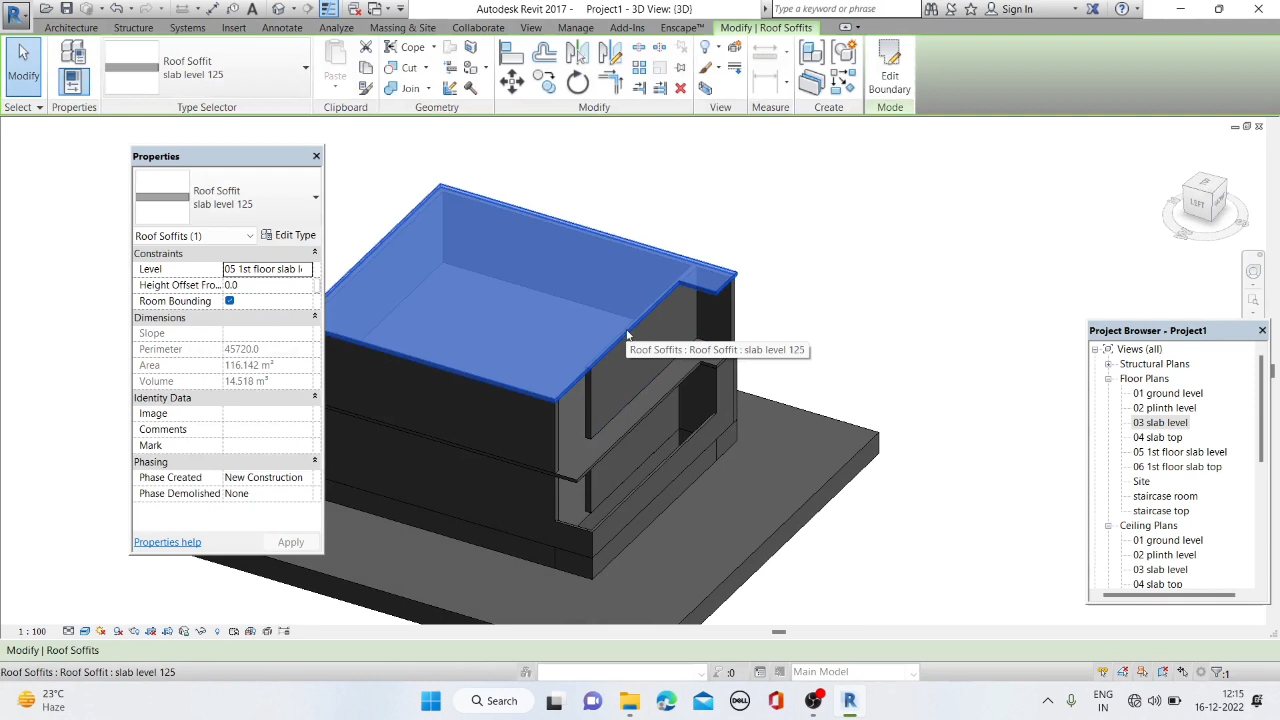 Autodesk Revit 2017 -    Project1 - 3D View: {3D}
Type a keyword or phrase
Sign In
Architecture Structure Systems Insert Annotate Analyze Massing & Site Collaborate View Manage Add-Ins Enscape™ Modify | Roof Soffits
Modify
Select
Properties
Roof Soffit
slab level 125
Type Selector
Paste
Clipboard
Cope
Cut
Join
Geometry
Modify
View
Measure
Create
Edit
Boundary
Mode
Properties
Roof Soffit
slab level 125
Roof Soffits (1)
Edit Type
Constraints
Level 05 1st floor slab l
Height Offset Fro... 0.0
Room Bounding
Dimensions
Slope
Perimeter 45720.0
Area 116.142 m²
Volume 14.518 m³
Identity Data
Image
Comments
Mark
Phasing
Phase Created New Construction
Phase Demolished None
Properties help
Apply
Roof Soffits : Roof Soffit : slab level 125
LEFT
Project Browser - Project1
Views (all)
Structural Plans
Floor Plans
01 ground level
02 plinth level
03 slab level
04 slab top
05 1st floor slab level
06 1st floor slab top
Site
staircase room
staircase top
Ceiling Plans
01 ground level
02 plinth level
03 slab level
04 slab top
1 : 100
Modify | Roof Soffits
Roof Soffits : Roof Soffit : slab level 125
:0
Main Model
:1
23°C
Haze
Search
DELL
ENG
IN
12:15
16-12-2022